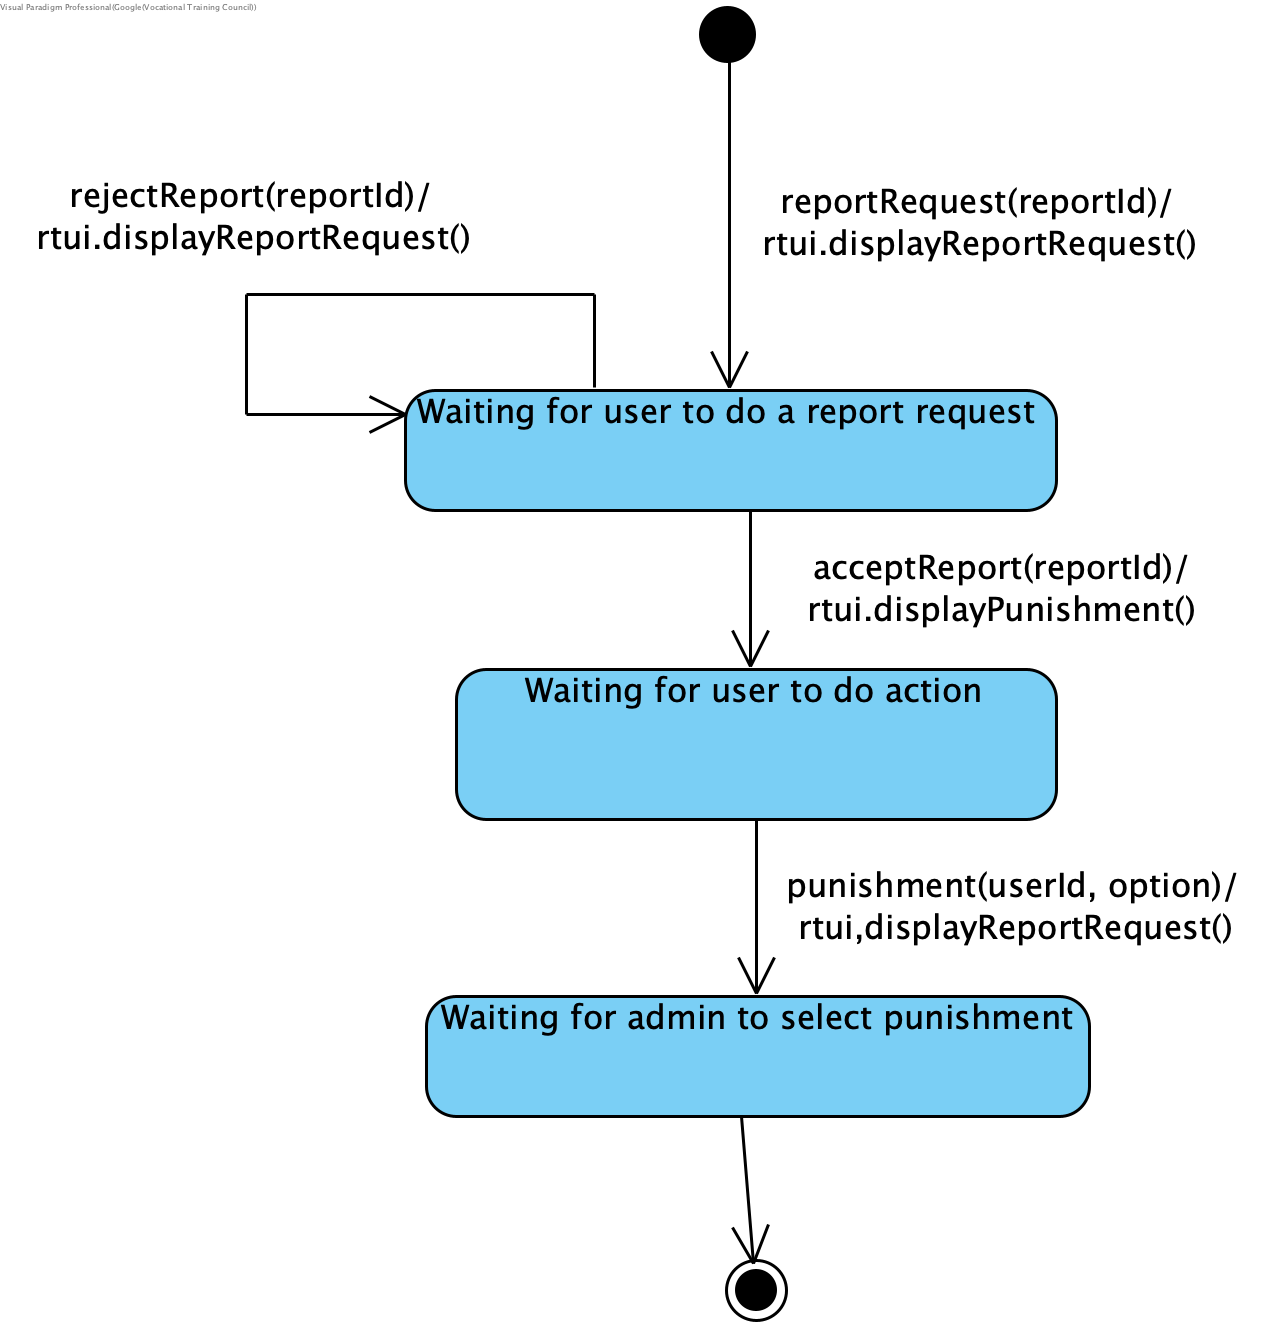 Visual Paradigm Professional(Google(Vocational Training Council))
rejectReport(reportId)/
rtui.displayReportRequest()
reportRequest(reportId)/
rtui.displayReportRequest()
Waiting for user to do a report request
acceptReport(reportId)/
rtui.displayPunishment()
Waiting for user to do action
punishment(userId, option)/
rtui,displayReportRequest()
Waiting for admin to select punishment